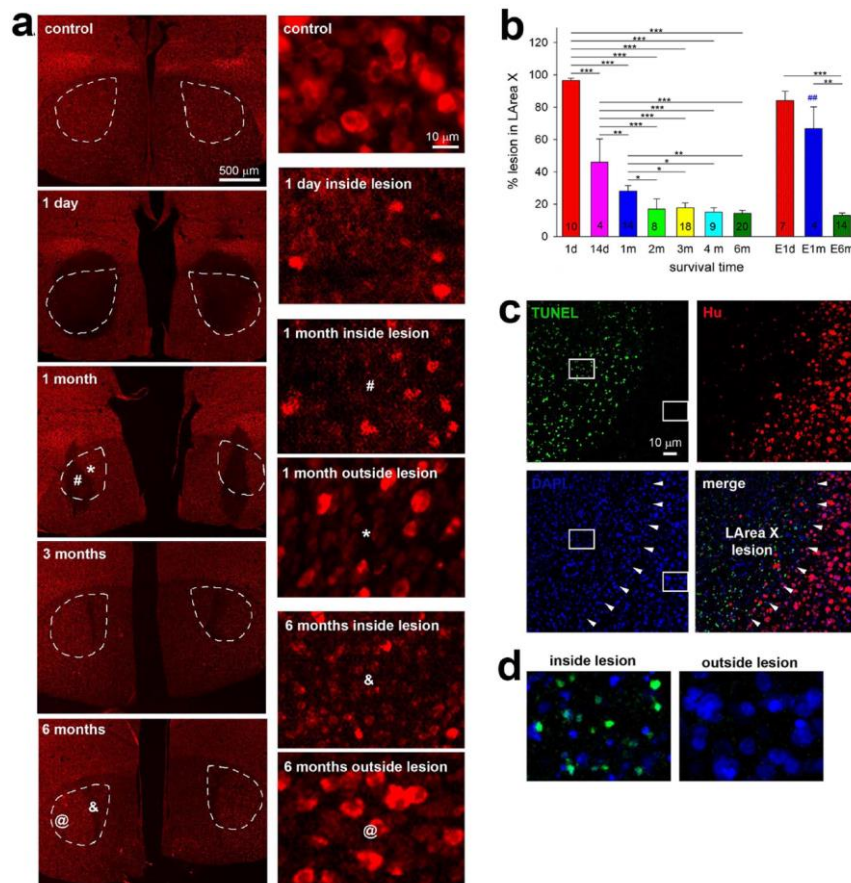 a
control
500 μm
1 day
1 month
#
*
3 months
6 months
@
&
control
10 μm
1 day inside lesion
1 month inside lesion
#
1 month outside lesion
*
6 months inside lesion
&
6 months outside lesion
@
b
% lesion in LArea X
120
100
80
60
40
20
0
***
***
***
***
***
***
***
***
***
***
**
**
*
*
*
***
**
##
10
4
8
18
9
20
7
14
1d
14d
1m
2m
3m
4 m
6m
E1d
E1m
E6m
survival time
c
TUNEL
10 μm
Hu
DAPI
merge
LArea X
lesion
d
inside lesion
outside lesion